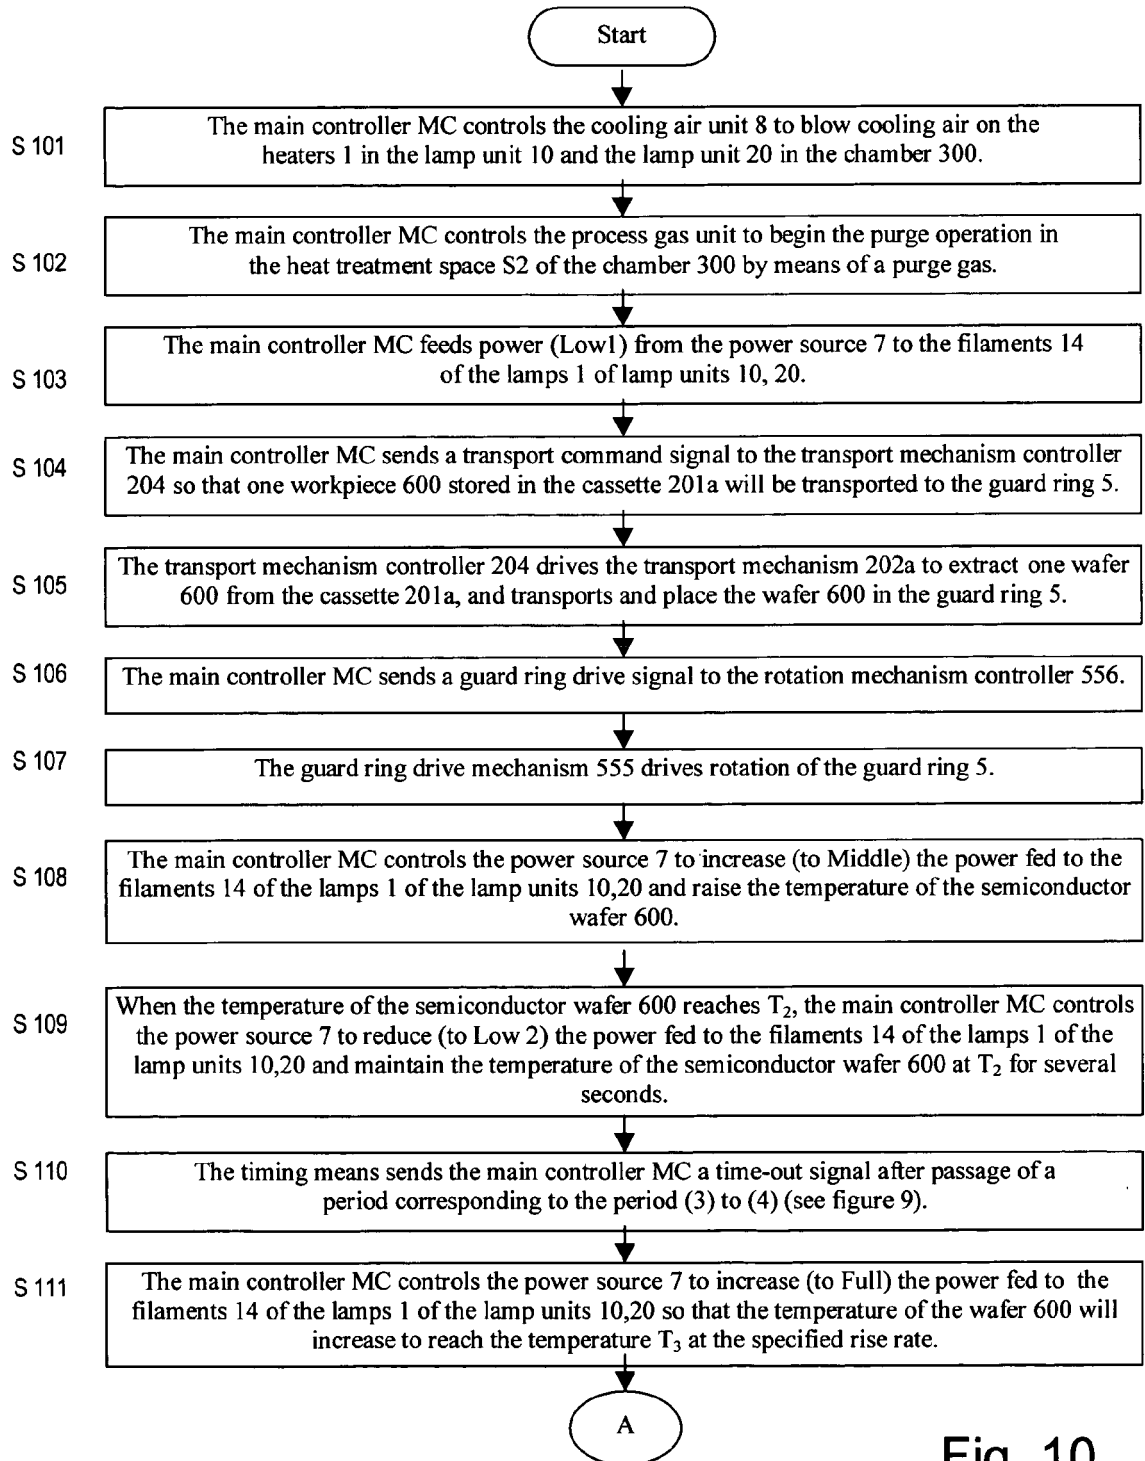 Start
S 101
The main controller MC controls the cooling air unit 8 to blow cooling air on the
heaters 1 in the lamp unit 10 and the lamp unit 20 in the chamber 300.
S 102
The main controller MC controls the process gas unit to begin the purge operation in
the heat treatment space S2 of the chamber 300 by means of a purge gas.
S 103
The main controller MC feeds power (Low1) from the power source 7 to the filaments 14
of the lamps 1 of lamp units 10, 20.
S 104
The main controller MC sends a transport command signal to the transport mechanism controller
204 so that one workpiece 600 stored in the cassette 201a will be transported to the guard ring 5.
S 105
The transport mechanism controller 204 drives the transport mechanism 202a to extract one wafer
600 from the cassette 201a, and transports and place the wafer 600 in the guard ring 5.
S 106
The main controller MC sends a guard ring drive signal to the rotation mechanism controller 556.
S 107
The guard ring drive mechanism 555 drives rotation of the guard ring 5.
S 108
The main controller MC controls the power source 7 to increase (to Middle) the power fed to the
filaments 14 of the lamps 1 of the lamp units 10,20 and raise the temperature of the semiconductor
wafer 600.
S 109
When the temperature of the semiconductor wafer 600 reaches T₂, the main controller MC controls
the power source 7 to reduce (to Low 2) the power fed to the filaments 14 of the lamps 1 of the
lamp units 10,20 and maintain the temperature of the semiconductor wafer 600 at T₂ for several
seconds.
S 110
The timing means sends the main controller MC a time-out signal after passage of a
period corresponding to the period (3) to (4) (see figure 9).
S 111
The main controller MC controls the power source 7 to increase (to Full) the power fed to the
filaments 14 of the lamps 1 of the lamp units 10,20 so that the temperature of the wafer 600 will
increase to reach the temperature T₃ at the specified rise rate.
A
Fig. 10